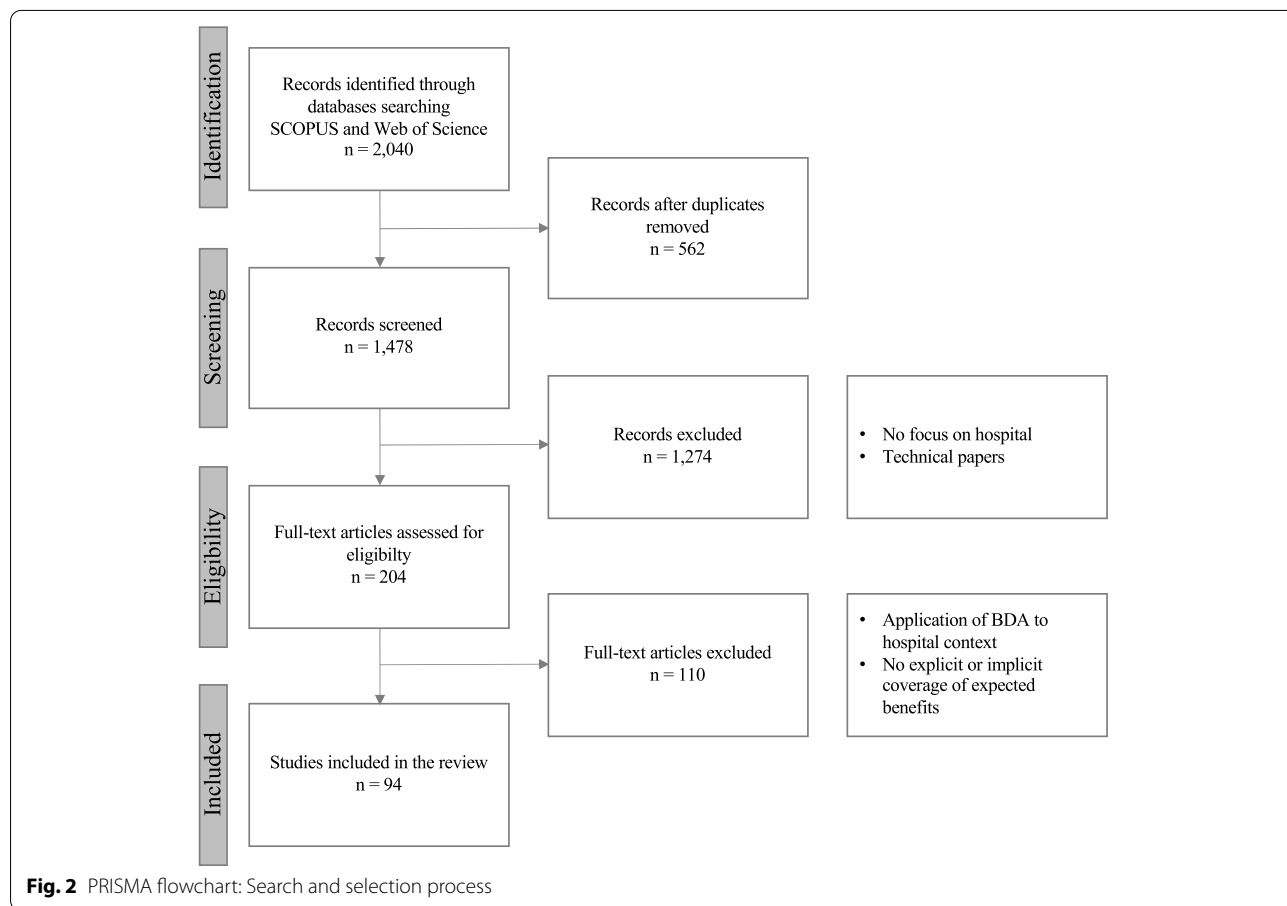 Identification
Records identified through
databases searching
SCOPUS and Web of Science
n = 2,040
Records after duplicates
removed
n = 562
Screening
Records screened
n = 1,478
Records excluded
n = 1,274
• No focus on hospital
• Technical papers
Eligibility
Full-text articles assessed for
eligibilty
n = 204
Full-text articles excluded
n = 110
• Application of BDA to
hospital context
• No explicit or implicit
coverage of expected
benefits
Included
Studies included in the review
n = 94
Fig. 2 PRISMA flowchart: Search and selection process